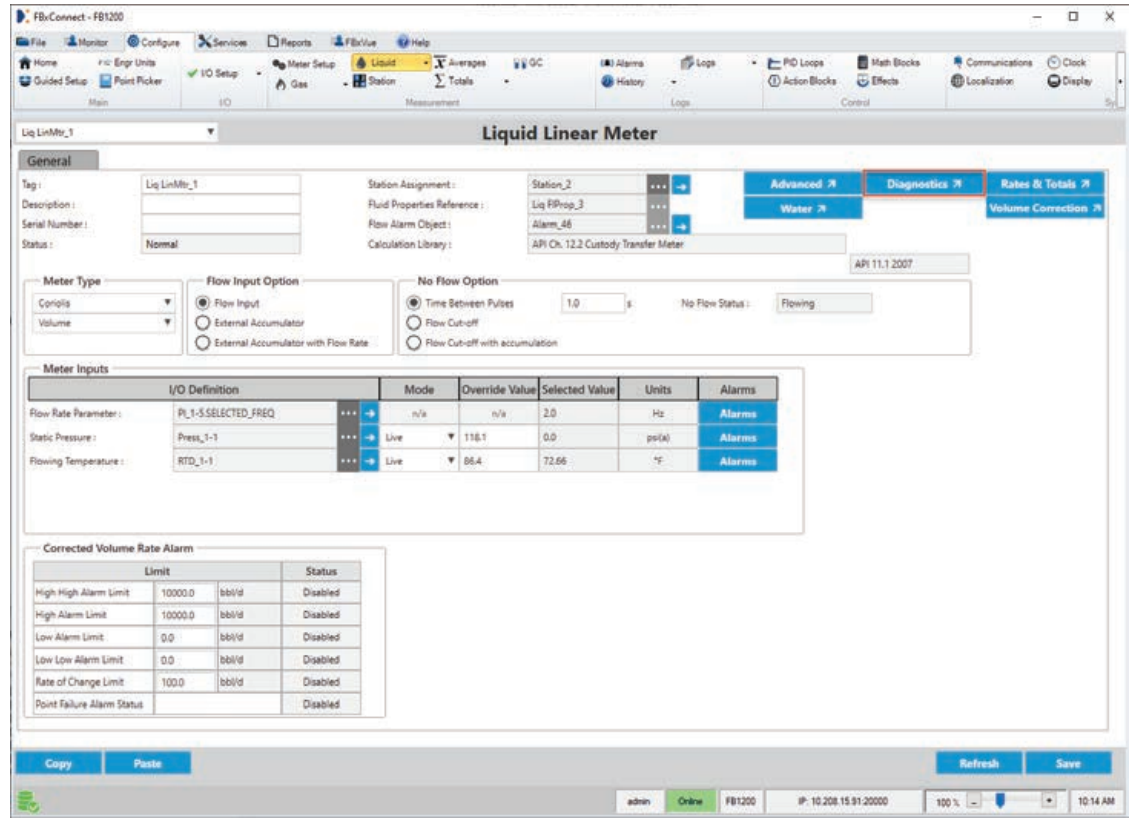 FBxConnect - FB1200
File Monitor Configure Services Reports FBxVue Help
Home Engr Units I/O Setup Meter Setup Liquid Averages GC Alarms Logs PID Loops Math Blocks Communications Clock
Guided Setup Point Picker Gas Station Totals History Action Blocks Effects Localization Display
Main I/O Measurement Logs Control Sy
Liq LinMtr_1
Liquid Linear Meter
General
Tag : Liq LinMtr_1 Station Assignment : Station_2 Advanced Diagnostics Rates & Totals
Description : Fluid Properties Reference : Liq FlProp_3 Water Volume Correction
Serial Number : Flow Alarm Object : Alarm_46
Status : Normal Calculation Library : API Ch. 12.2 Custody Transfer Meter
API 11.1 2007
Meter Type Flow Input Option No Flow Option
Coriolis Flow Input Time Between Pulses 1.0 s No Flow Status : Flowing
Volume External Accumulator Flow Cut-off
External Accumulator with Flow Rate Flow Cut-off with accumulation
Meter Inputs
I/O Definition Mode Override Value Selected Value Units Alarms
Flow Rate Parameter : PI_1-5.SELECTED_FREQ n/a n/a 2.0 Hz Alarms
Static Pressure : Press_1-1 Live 118.1 0.0 psi(a) Alarms
Flowing Temperature : RTD_1-1 Live 86.4 72.66 °F Alarms
Corrected Volume Rate Alarm
Limit Status
High High Alarm Limit 10000.0 bbl/d Disabled
High Alarm Limit 10000.0 bbl/d Disabled
Low Alarm Limit 0.0 bbl/d Disabled
Low Low Alarm Limit 0.0 bbl/d Disabled
Rate of Change Limit 100.0 bbl/d Disabled
Point Failure Alarm Status Disabled
Copy Paste Refresh Save
admin Online FB1200 IP: 10.208.15.91:20000 100 % 10:14 AM